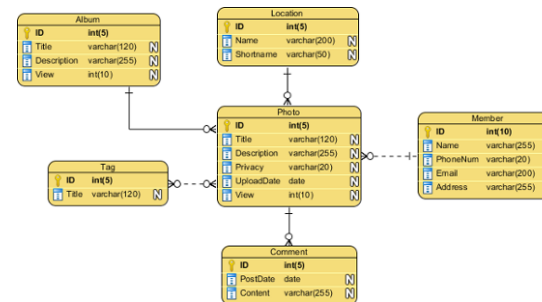 Album
ID int(5)
Title varchar(120) N
Description varchar(255) N
View int(10) N
Location
ID int(5)
Name varchar(200) N
Shortname varchar(50) N
Photo
ID int(5)
Title varchar(120) N
Description varchar(255) N
Privacy varchar(20) N
UploadDate date N
View int(10) N
Member
ID int(10)
Name varchar(255)
PhoneNum varchar(20)
Email varchar(200)
Address varchar(255)
Tag
ID int(5)
Title varchar(120) N
Comment
ID int(5)
PostDate date N
Content varchar(255) N